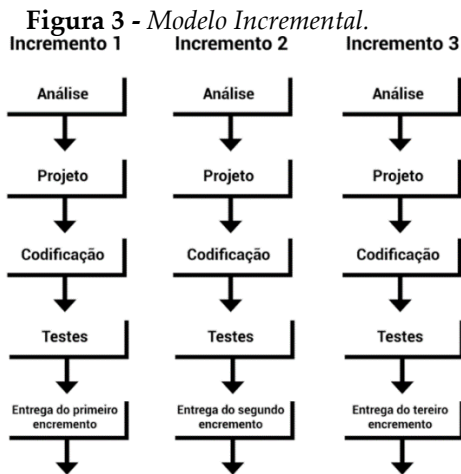 Figura 3 - Modelo Incremental.
Incremento 1 Incremento 2 Incremento 3
Análise Análise Análise
Projeto Projeto Projeto
Codificação Codificação Codificação
Testes Testes Testes
Entrega do primeiro Entrega do segundo Entrega do tereiro
encremento encremento encremento